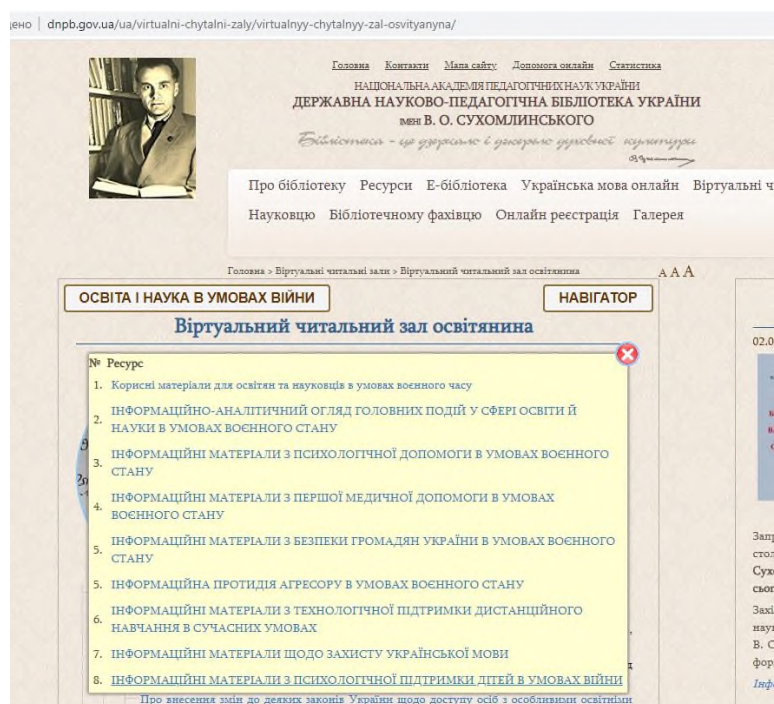 ено | dnpb.gov.ua/ua/virtualni-chytalni-zaly/virtualnyy-chytalnyy-zal-osvityanyna/
Головна Контакти Мапа сайту Допомога онлайн Статистика
НАЦІОНАЛЬНА АКАДЕМІЯ ПЕДАГОГІЧНИХ НАУК УКРАЇНИ
ДЕРЖАВНА НАУКОВО-ПЕДАГОГІЧНА БІБЛІОТЕКА УКРАЇНИ
ІМЕНІ В. О. СУХОМЛИНСЬКОГО
Бібліотека - це дзеркало і джерело духовної культури
Про бібліотеку Ресурси Е-бібліотека Українська мова онлайн Віртуальні ч
Науковцю Бібліотечному фахівцю Онлайн реєстрація Галерея
Головна > Віртуальні читальні зали > Віртуальний читальний зал освітянина
A A A
ОСВІТА І НАУКА В УМОВАХ ВІЙНИ НАВІГАТОР
Віртуальний читальний зал освітянина
02.0
№ Ресурс
1. Корисні матеріали для освітян та науковців в умовах воєнного часу
2. ІНФОРМАЦІЙНО-АНАЛІТИЧНИЙ ОГЛЯД ГОЛОВНИХ ПОДІЙ У СФЕРІ ОСВІТИ Й
НАУКИ В УМОВАХ ВОЄННОГО СТАНУ
3. ІНФОРМАЦІЙНІ МАТЕРІАЛИ З ПСИХОЛОГІЧНОЇ ДОПОМОГИ В УМОВАХ ВОЄННОГО
СТАНУ
4. ІНФОРМАЦІЙНІ МАТЕРІАЛИ З ПЕРШОЇ МЕДИЧНОЇ ДОПОМОГИ В УМОВАХ
ВОЄННОГО СТАНУ
5. ІНФОРМАЦІЙНІ МАТЕРІАЛИ З БЕЗПЕКИ ГРОМАДЯН УКРАЇНИ В УМОВАХ ВОЄННОГО
СТАНУ
5. ІНФОРМАЦІЙНА ПРОТИДІЯ АГРЕСОРУ В УМОВАХ ВОЄННОГО СТАНУ
6. ІНФОРМАЦІЙНІ МАТЕРІАЛИ З ТЕХНОЛОГІЧНОЇ ПІДТРИМКИ ДИСТАНЦІЙНОГО
НАВЧАННЯ В СУЧАСНИХ УМОВАХ
7. ІНФОРМАЦІЙНІ МАТЕРІАЛИ ЩОДО ЗАХИСТУ УКРАЇНСЬКОЇ МОВИ
8. ІНФОРМАЦІЙНІ МАТЕРІАЛИ З ПСИХОЛОГІЧНОЇ ПІДТРИМКИ ДІТЕЙ В УМОВАХ ВІЙНИ
Про внесення змін до деяких законів України щодо доступу осіб з особливими освітніми
Запр
стол
Сухо
сього
Захі
наук
В. С
фор
Інф